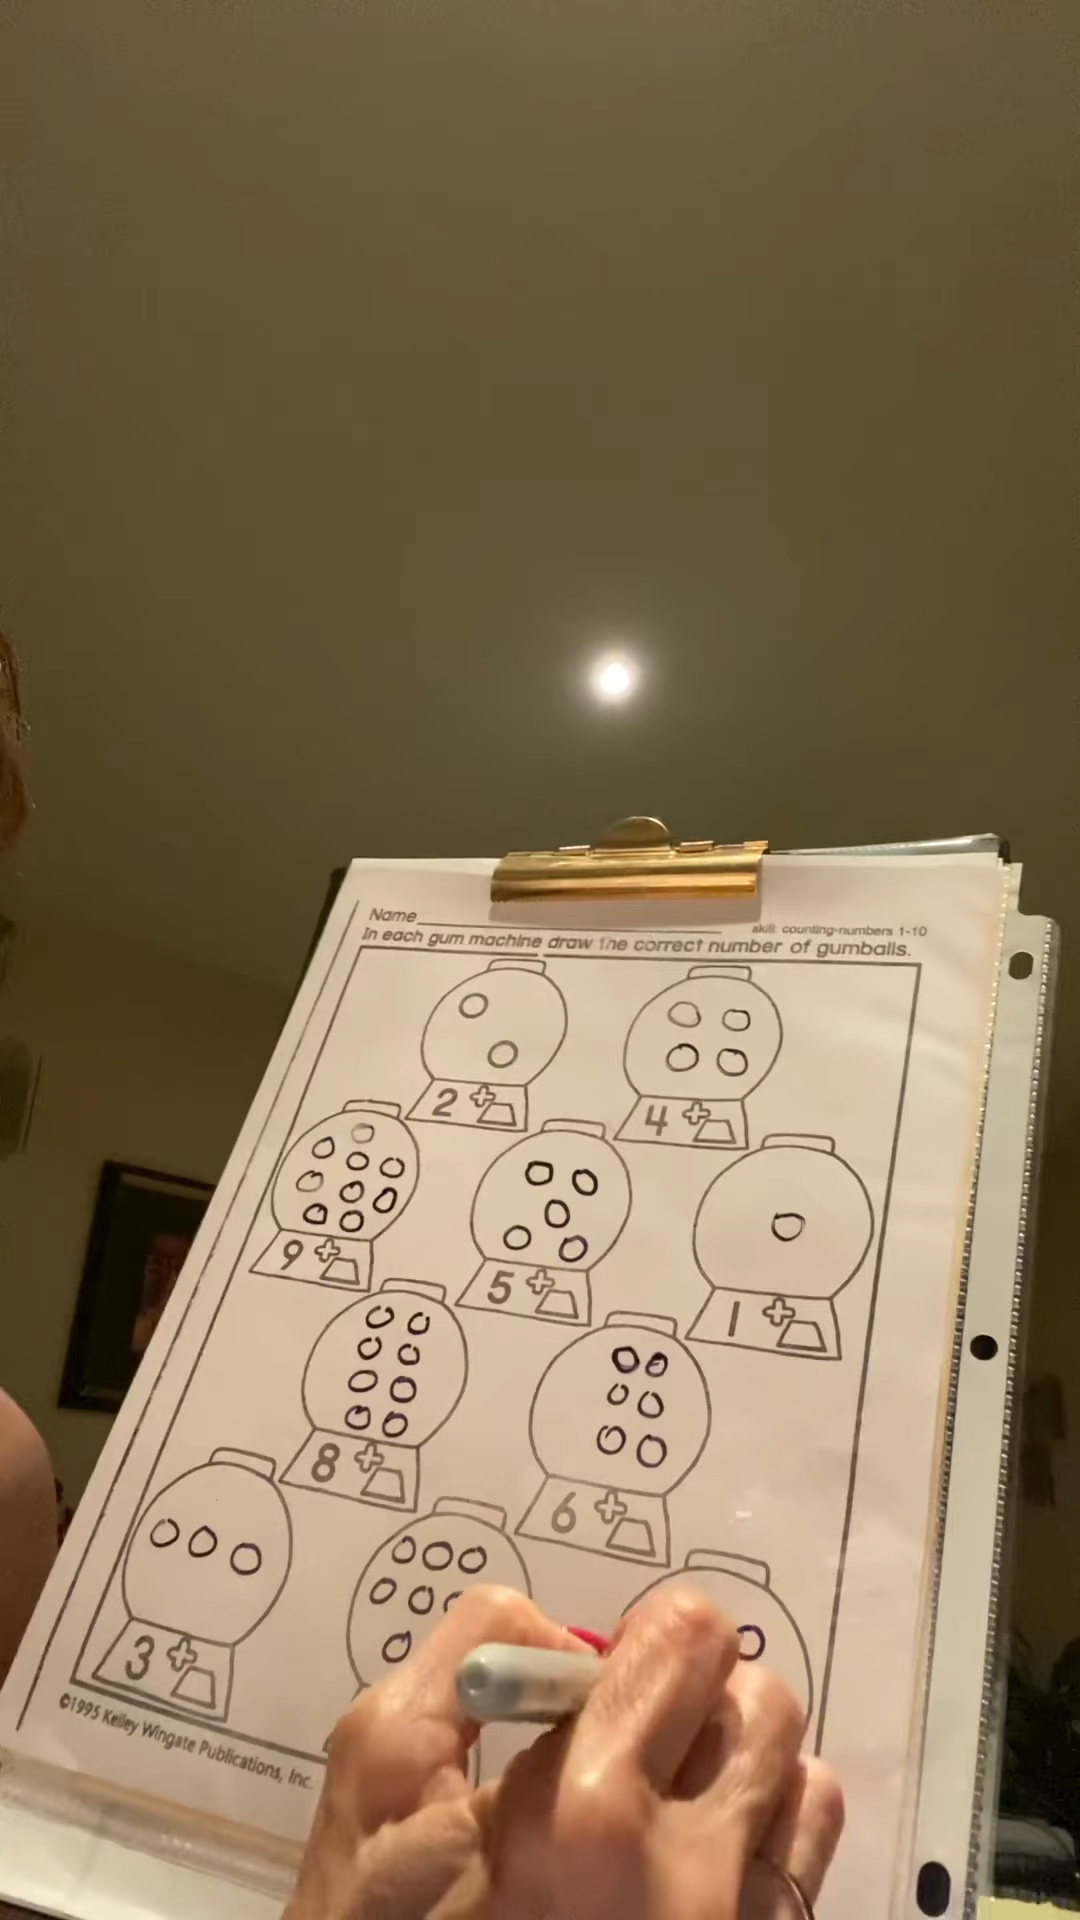 Name
skill: counting-numbers 1-10
In each gum machine draw the correct number of gumballs.
2
4
9
5
1
8
6
3
©1995 Kelley Wingate Publications, Inc.